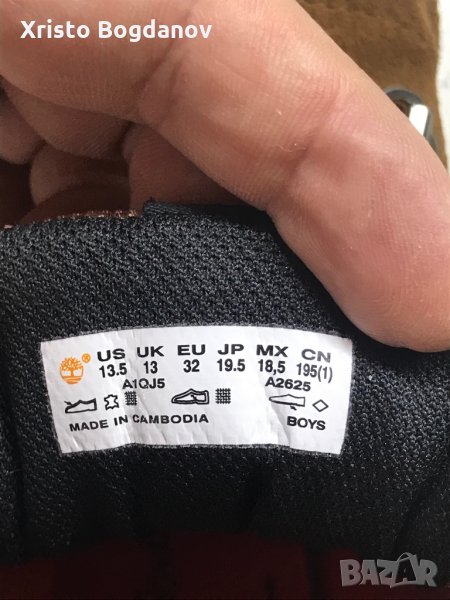 Xristo Bogdanov
® US UK EU JP MX CN
13.5 13 32 19.5 18,5 195(1)
A1QJ5 A2625
MADE IN CAMBODIA BOYS
BAZAR